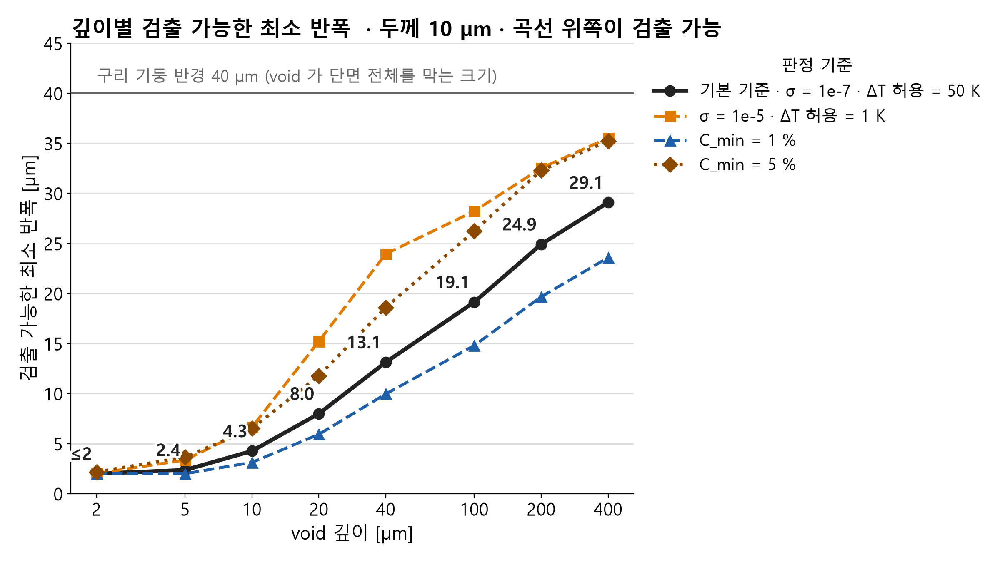 깊이별 검출 가능한 최소 반폭 · 두께 10 µm · 곡선 위쪽이 검출 가능
45
40
35
30
25
20
15
10
5
0
검출 가능한 최소 반폭 [µm]
구리 기둥 반경 40 µm (void 가 단면 전체를 막는 크기)
≤2
2.4
4.3
8.0
13.1
19.1
24.9
29.1
2
5
10
20
40
100
200
400
void 깊이 [µm]
판정 기준
기본 기준 · σ = 1e-7 · ΔT 허용 = 50 K
σ = 1e-5 · ΔT 허용 = 1 K
C_min = 1 %
C_min = 5 %